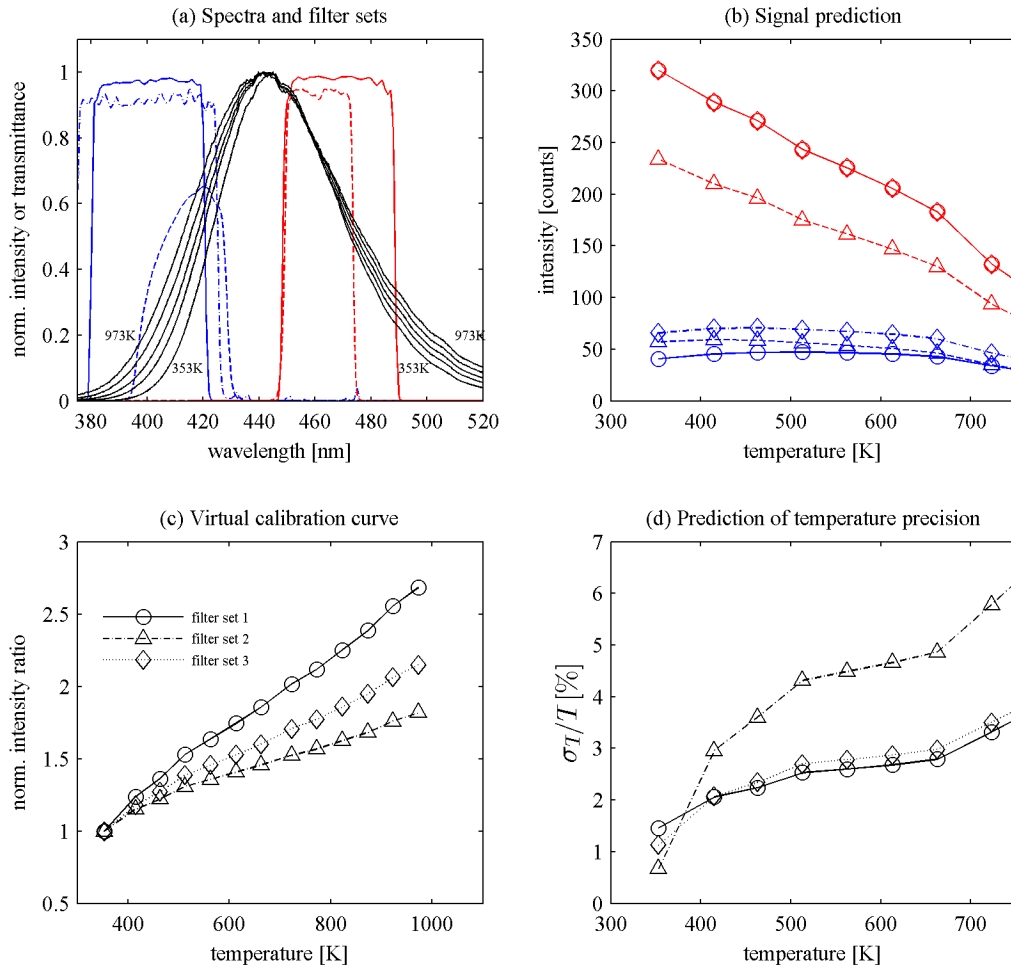 (a) Spectra and filter sets
norm. intensity or transmittance
1
0.8
0.6
0.4
0.2
0
973K
353K
973K
353K
380
400
420
440
460
480
500
520
wavelength [nm]
(b) Signal prediction
intensity [counts]
350
300
250
200
150
100
50
0
300
400
500
600
700
temperature [K]
(c) Virtual calibration curve
norm. intensity ratio
3
2.5
2
1.5
1
0.5
filter set 1
filter set 2
filter set 3
400
600
800
1000
temperature [K]
(d) Prediction of temperature precision
σT/T [%]
7
6
5
4
3
2
1
0
300
400
500
600
700
temperature [K]